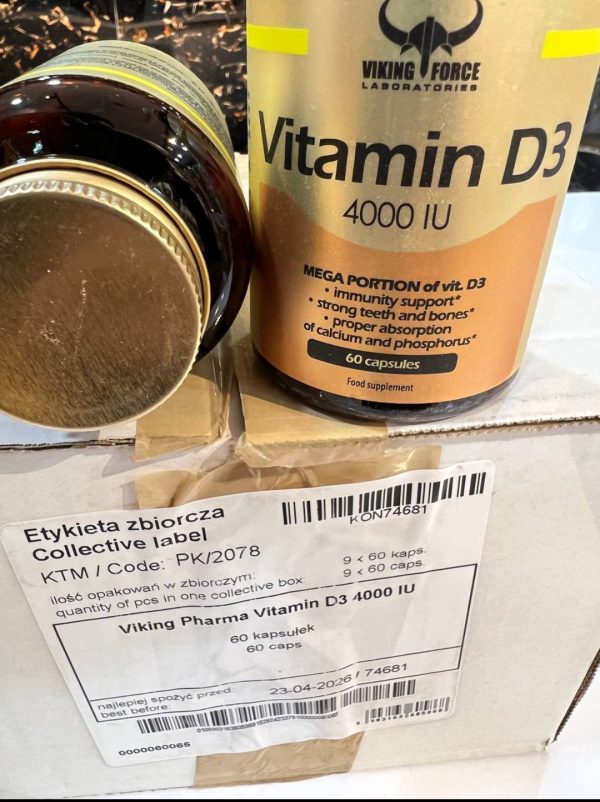 VIKING FORCE
LABORATORIES
Vitamin D3
4000 IU
MEGA PORTION of vit. D3
• immunity support*
• strong teeth and bones*
• proper absorption
of calcium and phosphorus*
60 capsules
Food supplement
Etykieta zbiorcza
Collective label
KON74681
KTM / Code: PK/2078
ilość opakowań w zbiorczym: 9 < 60 kaps.
quantity of pcs in one collective box: 9 < 60 caps.
Viking Pharma Vitamin D3 4000 IU
60 kapsułek
60 caps
najlepiej spożyć przed: 23-04-2026 / 74681
best before:
0000060065